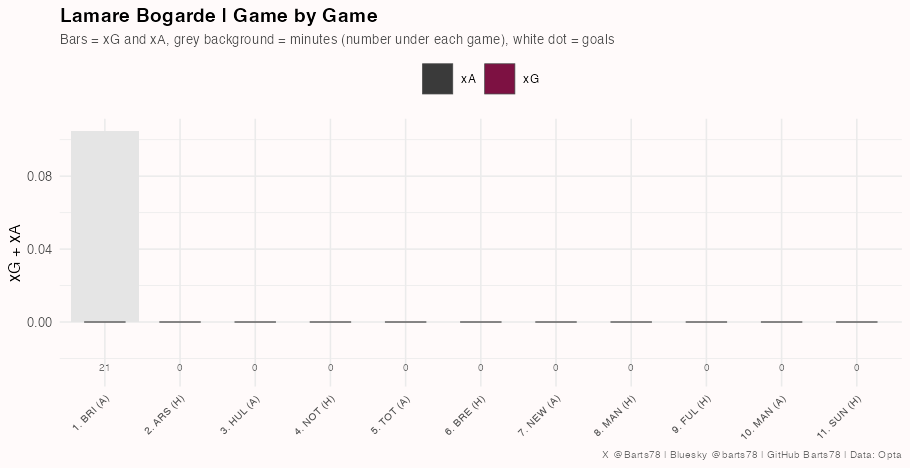 Lamare Bogarde | Game by Game
Bars = xG and xA, grey background = minutes (number under each game), white dot = goals
xA xG
xG + xA
0.08
0.04
0.00
21 0 0 0 0 0 0 0 0 0 0
1. BRI (A) 2. ARS (H) 3. HUL (A) 4. NOT (H) 5. TOT (A) 6. BRE (H) 7. NEW (A) 8. MAN (H) 9. FUL (H) 10. MAN (A) 11. SUN (H)
X @Barts78 | Bluesky @barts78 | GitHub Barts78 | Data: Opta